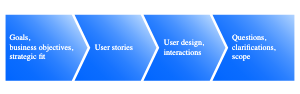 Goals,
business objectives,
strategic fit
User stories
User design,
interactions
Questions,
clarifications,
scope